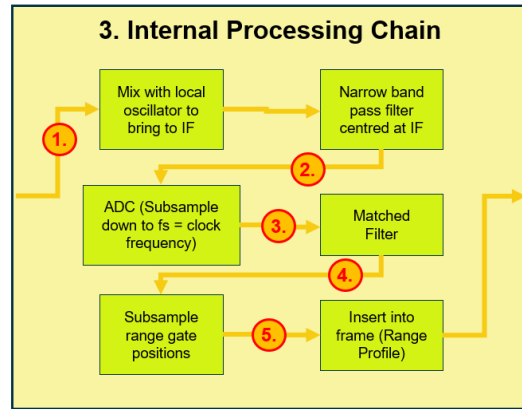 3. Internal Processing Chain
Mix with local
oscillator to
bring to IF
Narrow band
pass filter
centred at IF
1.
2.
ADC (Subsample
down to fs = clock
frequency)
3.
Matched
Filter
4.
Subsample
range gate
positions
5.
Insert into
frame (Range
Profile)